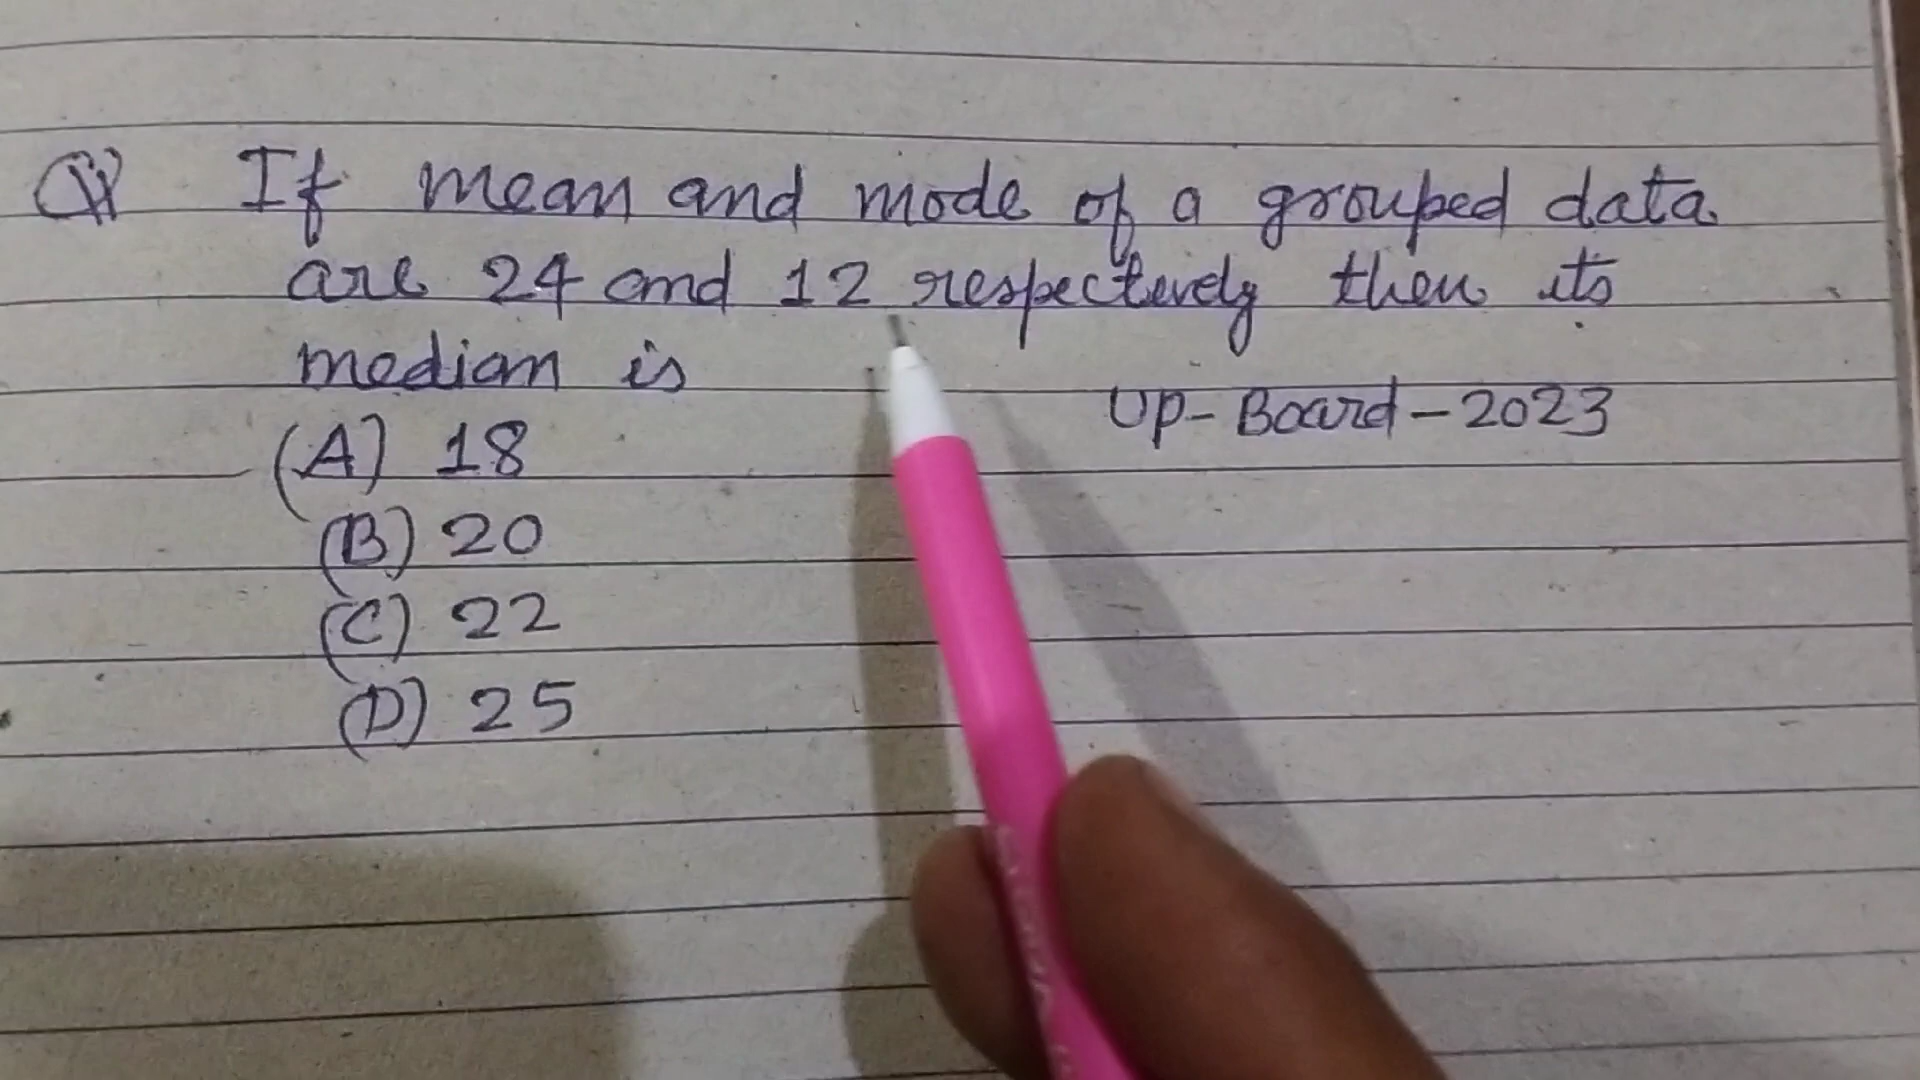 Q If mean and mode of a grouped data
are 24 and 12 respectively then its
median is
UP-Board-2023
(A) 18
(B) 20
(C) 22
(D) 25